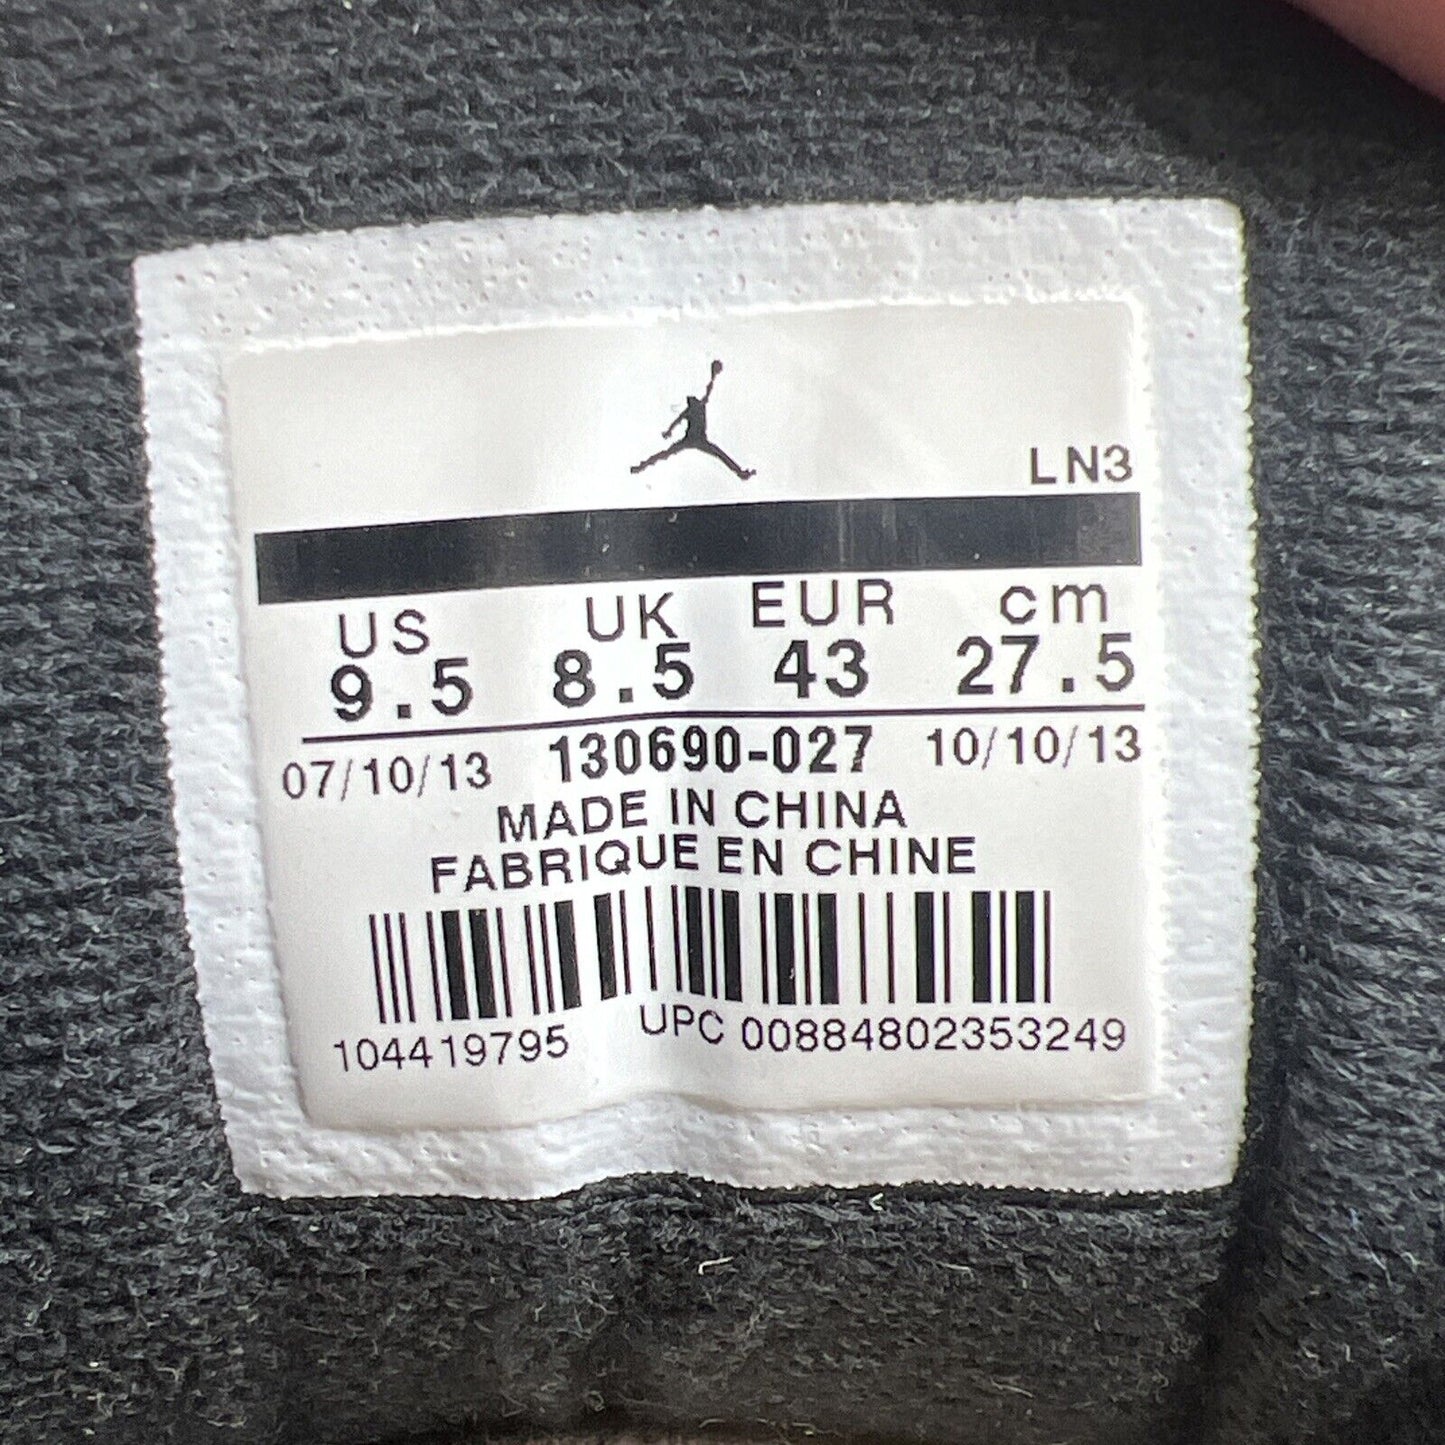 LN3
US UK EUR cm
9.5 8.5 43 27.5
07/10/13 130690-027 10/10/13
MADE IN CHINA
FABRIQUE EN CHINE
104419795 UPC 00884802353249